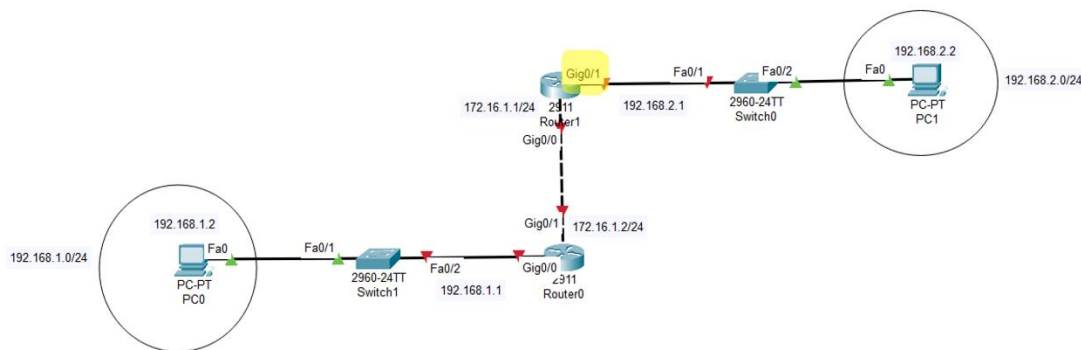 192.168.2.2
Gig0/1
Fa0/1
Fa0/2
Fa0
192.168.2.0/24
172.16.1.1/24
2911
Router1
192.168.2.1
2960-24TT
Switch0
PC-PT
PC1
Gig0/0
Gig0/1
172.16.1.2/24
192.168.1.2
192.168.1.0/24
Fa0
Fa0/1
Fa0/2
Gig0/0
PC-PT
PC0
2960-24TT
Switch1
192.168.1.1
2911
Router0